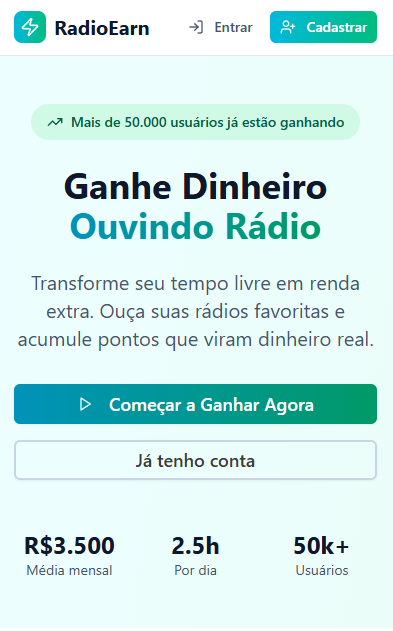 RadioEarn
Entrar
Cadastrar
Mais de 50.000 usuários já estão ganhando
Ganhe Dinheiro
Ouvindo Rádio
Transforme seu tempo livre em renda
extra. Ouça suas rádios favoritas e
acumule pontos que viram dinheiro real.
Começar a Ganhar Agora
Já tenho conta
R$3.500
2.5h
50k+
Média mensal
Por dia
Usuários